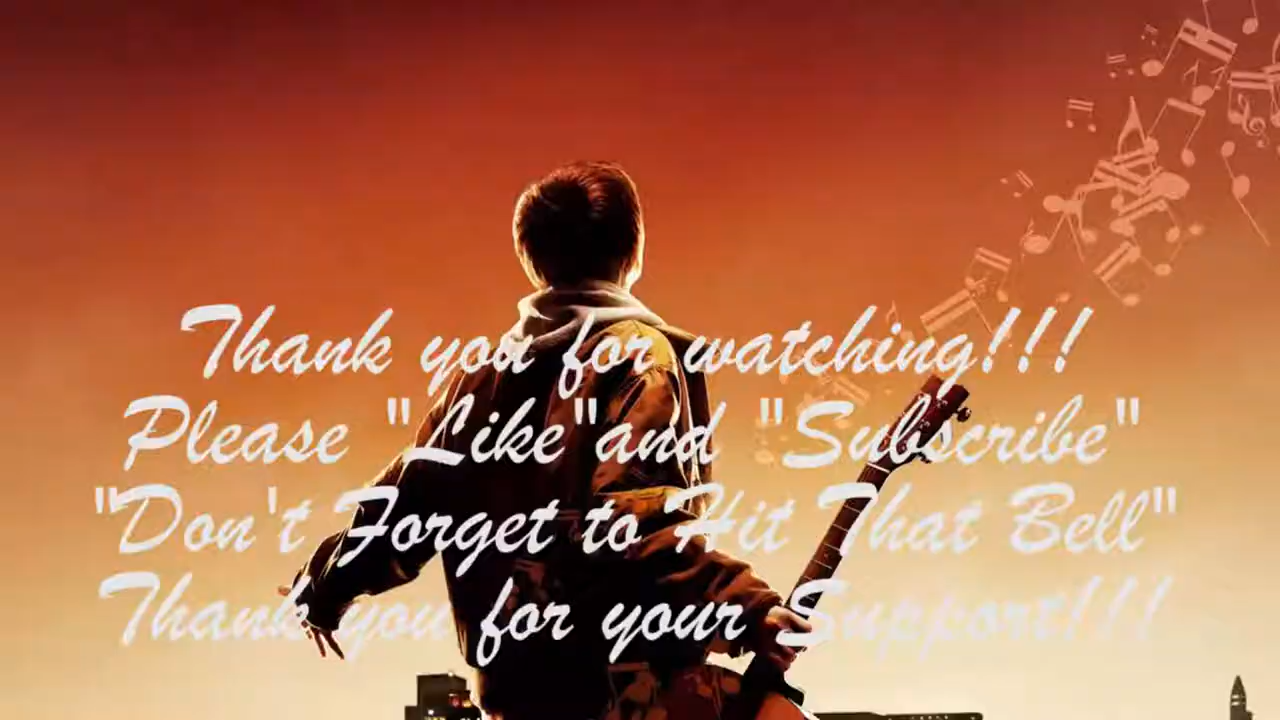 Thank you for watching!!!
Please "Like"and "Subscribe"
"Don't Forget to Hit That Bell"
Thank you for your Support!!!